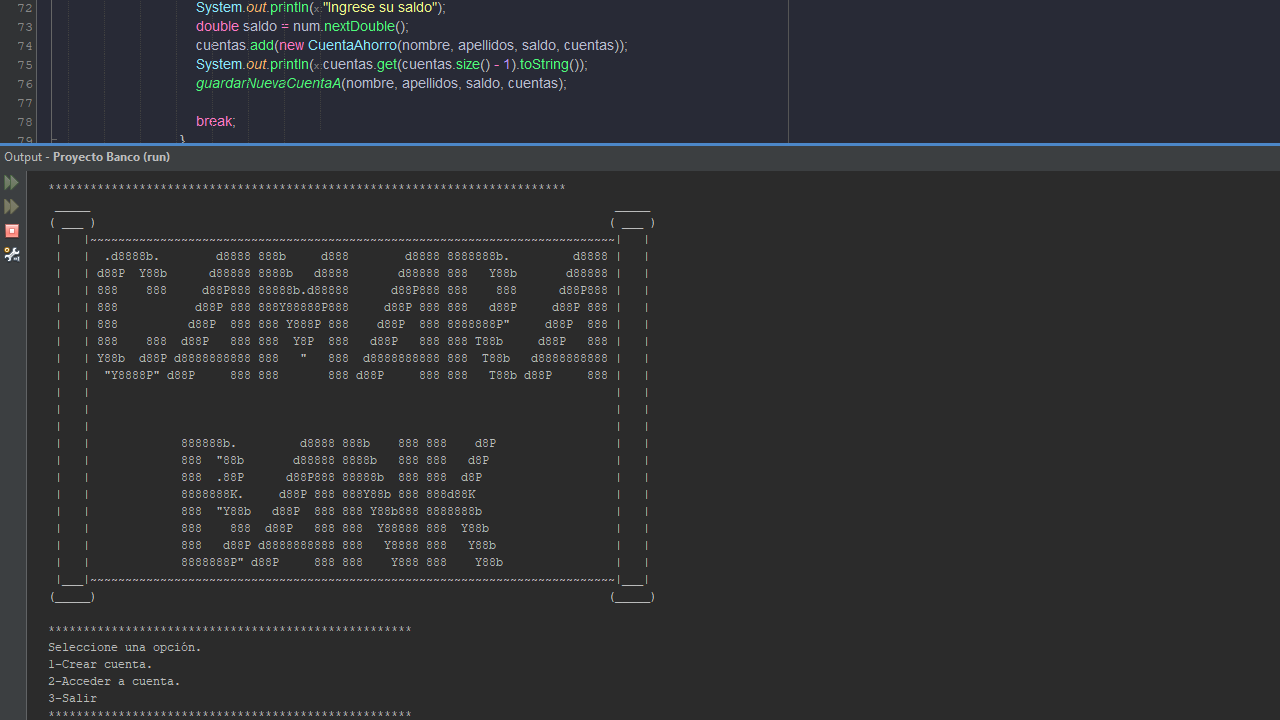 72 System.out.println(x:"Ingrese su saldo");
73 double saldo = num.nextDouble();
74 cuentas.add(new CuentaAhorro(nombre, apellidos, saldo, cuentas));
75 System.out.println(x:cuentas.get(cuentas.size() - 1).toString());
76 guardarNuevaCuentaA(nombre, apellidos, saldo, cuentas);
77
78 break;
79 }
Output - Proyecto Banco (run)
**************************************************************************
 _____                                                                           _____
( ___ )                                                                         ( ___ )
 |   |~~~~~~~~~~~~~~~~~~~~~~~~~~~~~~~~~~~~~~~~~~~~~~~~~~~~~~~~~~~~~~~~~~~~~~~~~~~|   |
 |   |  .d8888b.        d8888 888b     d888        d8888 8888888b.         d8888 |   |
 |   | d88P  Y88b      d88888 8888b   d8888       d88888 888   Y88b       d88888 |   |
 |   | 888    888     d88P888 88888b.d88888      d88P888 888    888      d88P888 |   |
 |   | 888           d88P 888 888Y88888P888     d88P 888 888   d88P     d88P 888 |   |
 |   | 888          d88P  888 888 Y888P 888    d88P  888 8888888P"     d88P  888 |   |
 |   | 888    888  d88P   888 888  Y8P  888   d88P   888 888 T88b     d88P   888 |   |
 |   | Y88b  d88P d8888888888 888   "   888  d8888888888 888  T88b   d8888888888 |   |
 |   |  "Y8888P" d88P     888 888       888 d88P     888 888   T88b d88P     888 |   |
 |   |                                                                           |   |
 |   |                                                                           |   |
 |   |                                                                           |   |
 |   |             888888b.         d8888 888b    888 888    d8P                 |   |
 |   |             888  "88b       d88888 8888b   888 888   d8P                  |   |
 |   |             888  .88P      d88P888 88888b  888 888  d8P                   |   |
 |   |             8888888K.     d88P 888 888Y88b 888 888d88K                    |   |
 |   |             888  "Y88b   d88P  888 888 Y88b888 8888888b                   |   |
 |   |             888    888  d88P   888 888  Y88888 888  Y88b                  |   |
 |   |             888   d88P d8888888888 888   Y8888 888   Y88b                 |   |
 |   |             8888888P" d88P     888 888    Y888 888    Y88b                |   |
 |___|~~~~~~~~~~~~~~~~~~~~~~~~~~~~~~~~~~~~~~~~~~~~~~~~~~~~~~~~~~~~~~~~~~~~~~~~~~~|___|
(_____)                                                                         (_____)
****************************************************
Seleccione una opción.
1-Crear cuenta.
2-Acceder a cuenta.
3-Salir
****************************************************